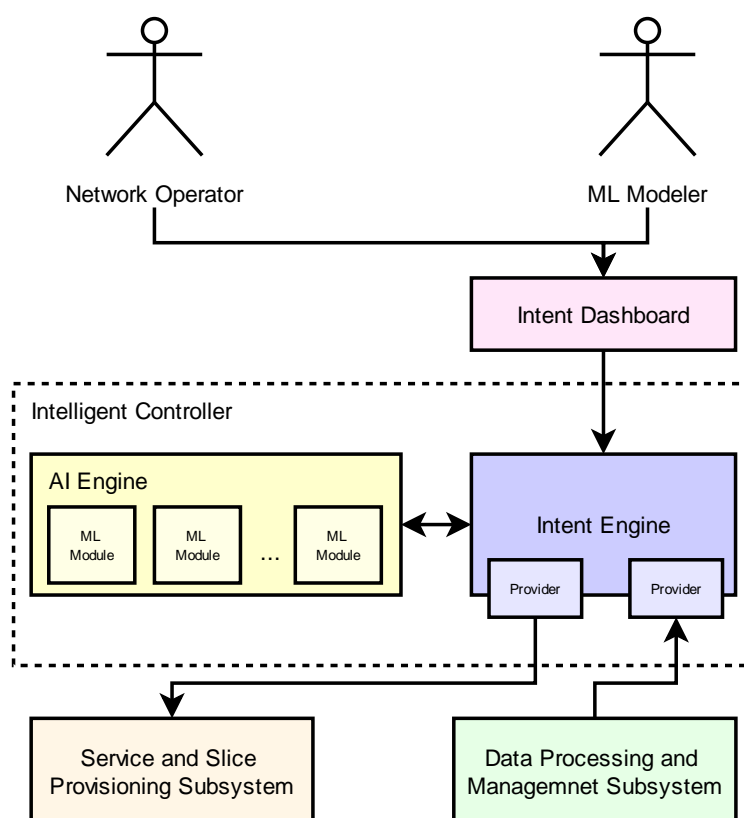 Network Operator
ML Modeler
Intent Dashboard
Intelligent Controller
AI Engine
ML
Module
ML
Module
...
ML
Module
Intent Engine
Provider
Provider
Service and Slice
Provisioning Subsystem
Data Processing and
Managemnet Subsystem